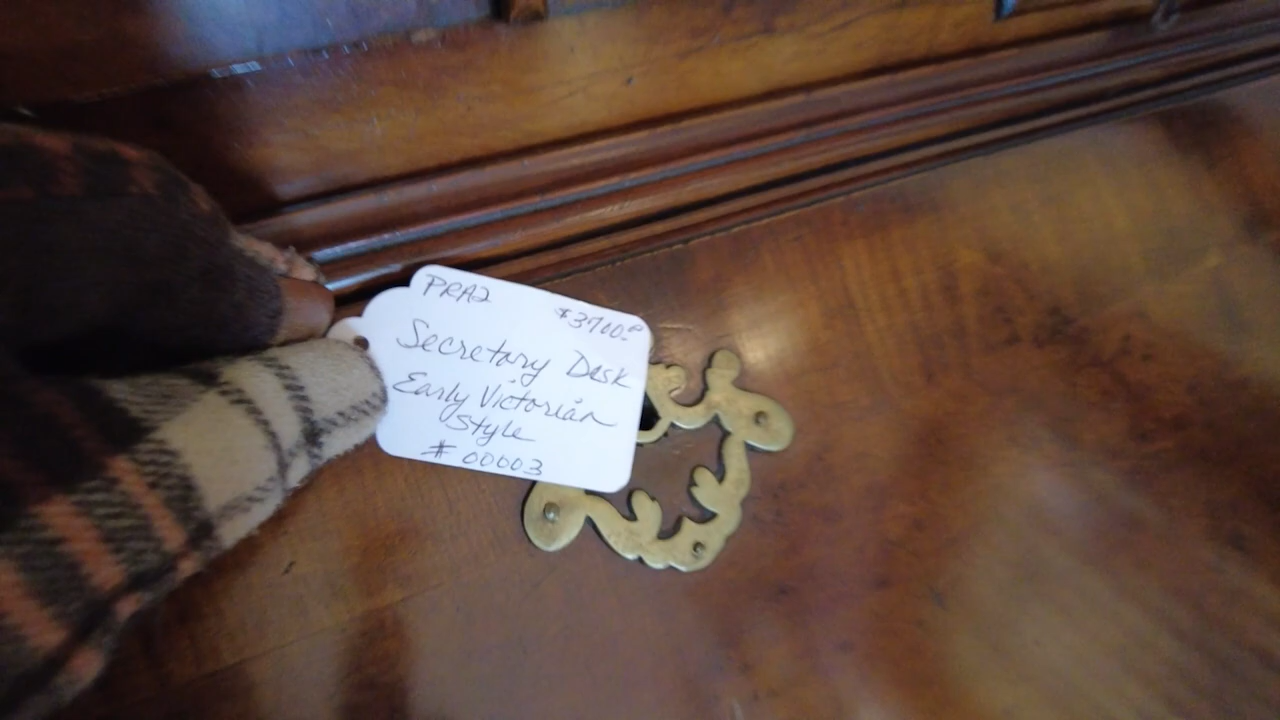 PRA2
$3700.00
Secretary Desk
Early Victorian
Style
# 00003